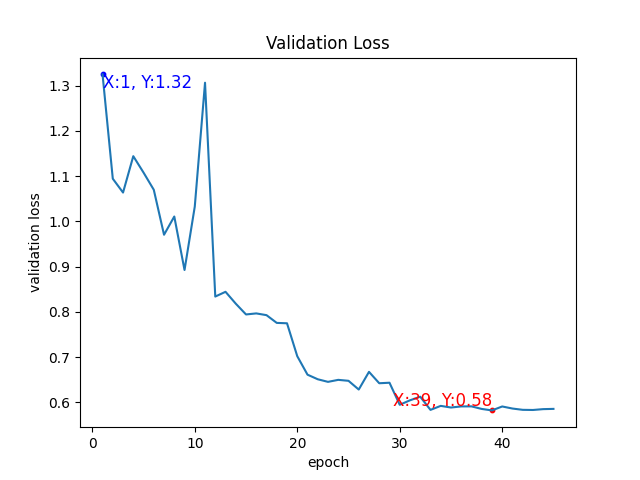 Validation Loss
X:1, Y:1.32
1.3
1.2
1.1
1.0
0.9
0.8
0.7
0.6
validation loss
X:39, Y:0.58
0
10
20
30
40
epoch